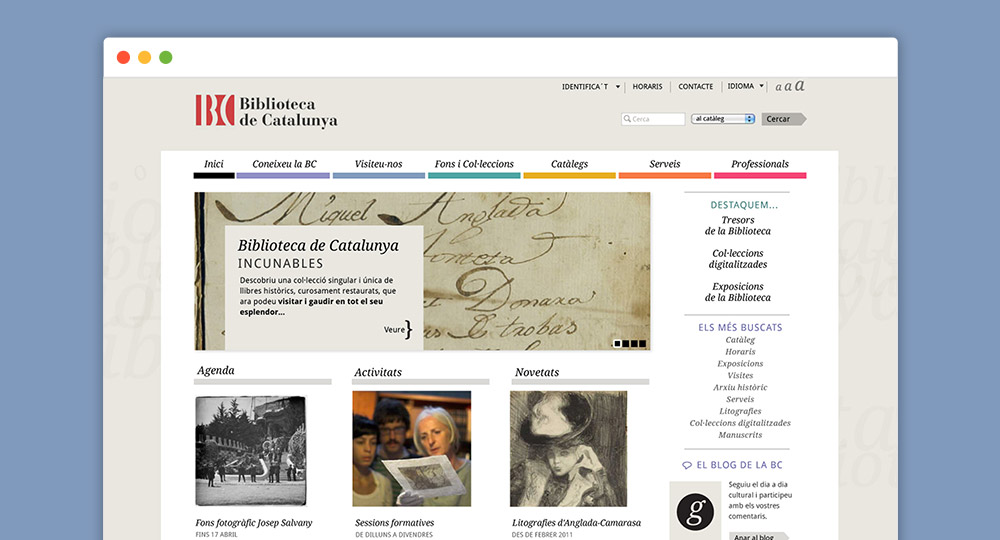 IDENTIFICA´T HORARIS CONTACTE IDIOMA a a a
BC Biblioteca
de Catalunya
Cerca al catàleg Cercar
Inici Coneixeu la BC Visiteu-nos Fons i Col·leccions Catàlegs Serveis Professionals
Miquel Anglada
Donaza
trobas
Biblioteca de Catalunya
INCUNABLES
Descobriu una col·lecció singular i única de
llibres històrics, curosament restaurats, que
ara podeu visitar i gaudir en tot el seu
esplendor...
Veure}
DESTAQUEM...
Tresors
de la Biblioteca
Col·leccions
digitalitzades
Exposicions
de la Biblioteca
ELS MÉS BUSCATS
Catàleg
Horaris
Exposicions
Visites
Arxiu històric
Serveis
Litografies
Col·leccions digitalitzades
Manuscrits
Agenda
Fons fotogràfic Josep Salvany
FINS 17 ABRIL
Activitats
Sessions formatives
DE DILLUNS A DIVENDRES
Novetats
Litografies d'Anglada-Camarasa
DES DE FEBRER 2011
EL BLOG DE LA BC
g
Seguiu el dia a dia
cultural i participeu
amb els vostres
comentaris.
Anar al blog